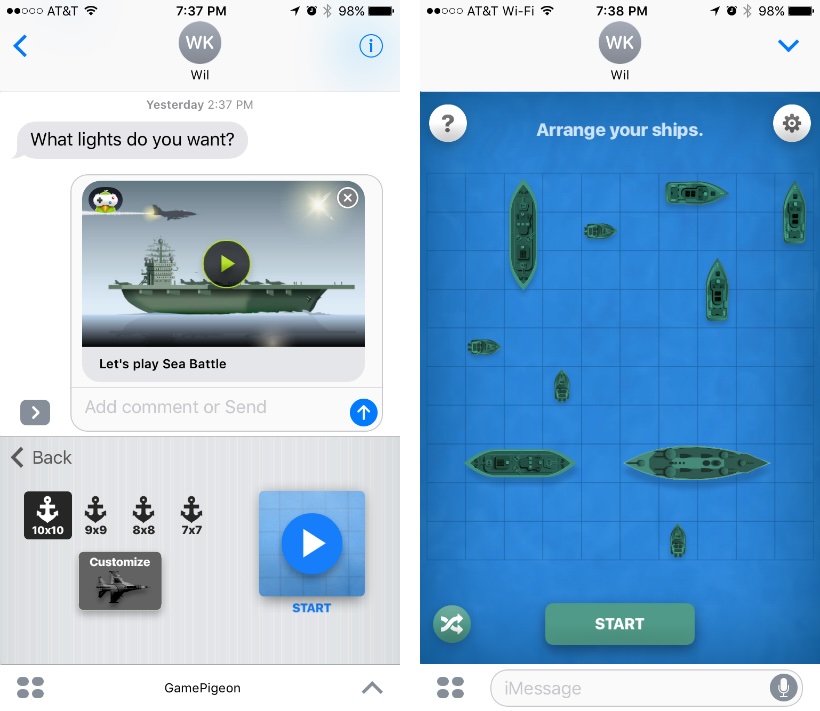 AT&T
7:37 PM
98%
WK
Wil
Yesterday 2:37 PM
What lights do you want?
Let's play Sea Battle
Add comment or Send
Back
10x10
9x9
8x8
7x7
Customize
START
GamePigeon
AT&T Wi-Fi
7:38 PM
98%
WK
Wil
?
Arrange your ships.
START
iMessage